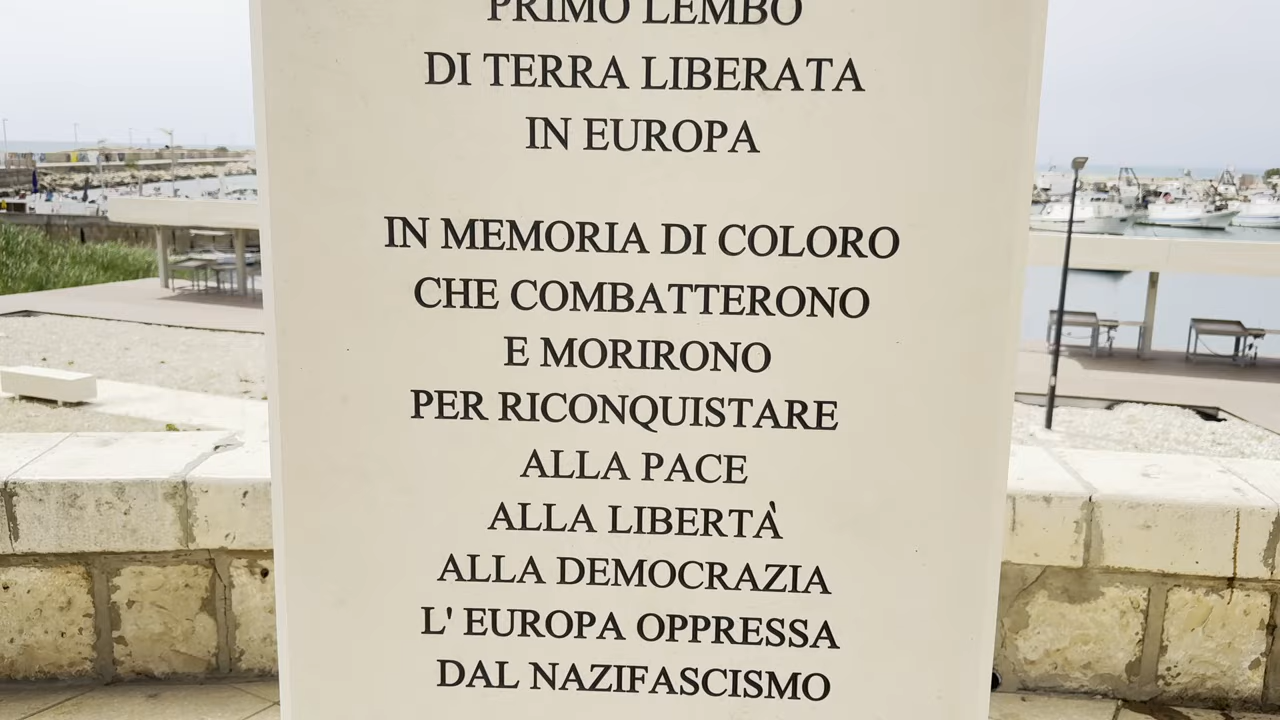 PRIMO LEMBO
DI TERRA LIBERATA
IN EUROPA
IN MEMORIA DI COLORO
CHE COMBATTERONO
E MORIRONO
PER RICONQUISTARE
ALLA PACE
ALLA LIBERTÀ
ALLA DEMOCRAZIA
L' EUROPA OPPRESSA
DAL NAZIFASCISMO